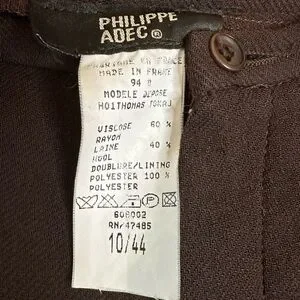 PHILIPPE
ADEC®
FRANCE
MADE IN FRANCE
94
MODELE DEPOSE
VISCOSE 60 %
RAYON
LAINE 40 %
WOOL
DOUBLURE/LINING
POLYESTER 100 %
POLYESTER
608002
RN/47485
10/44